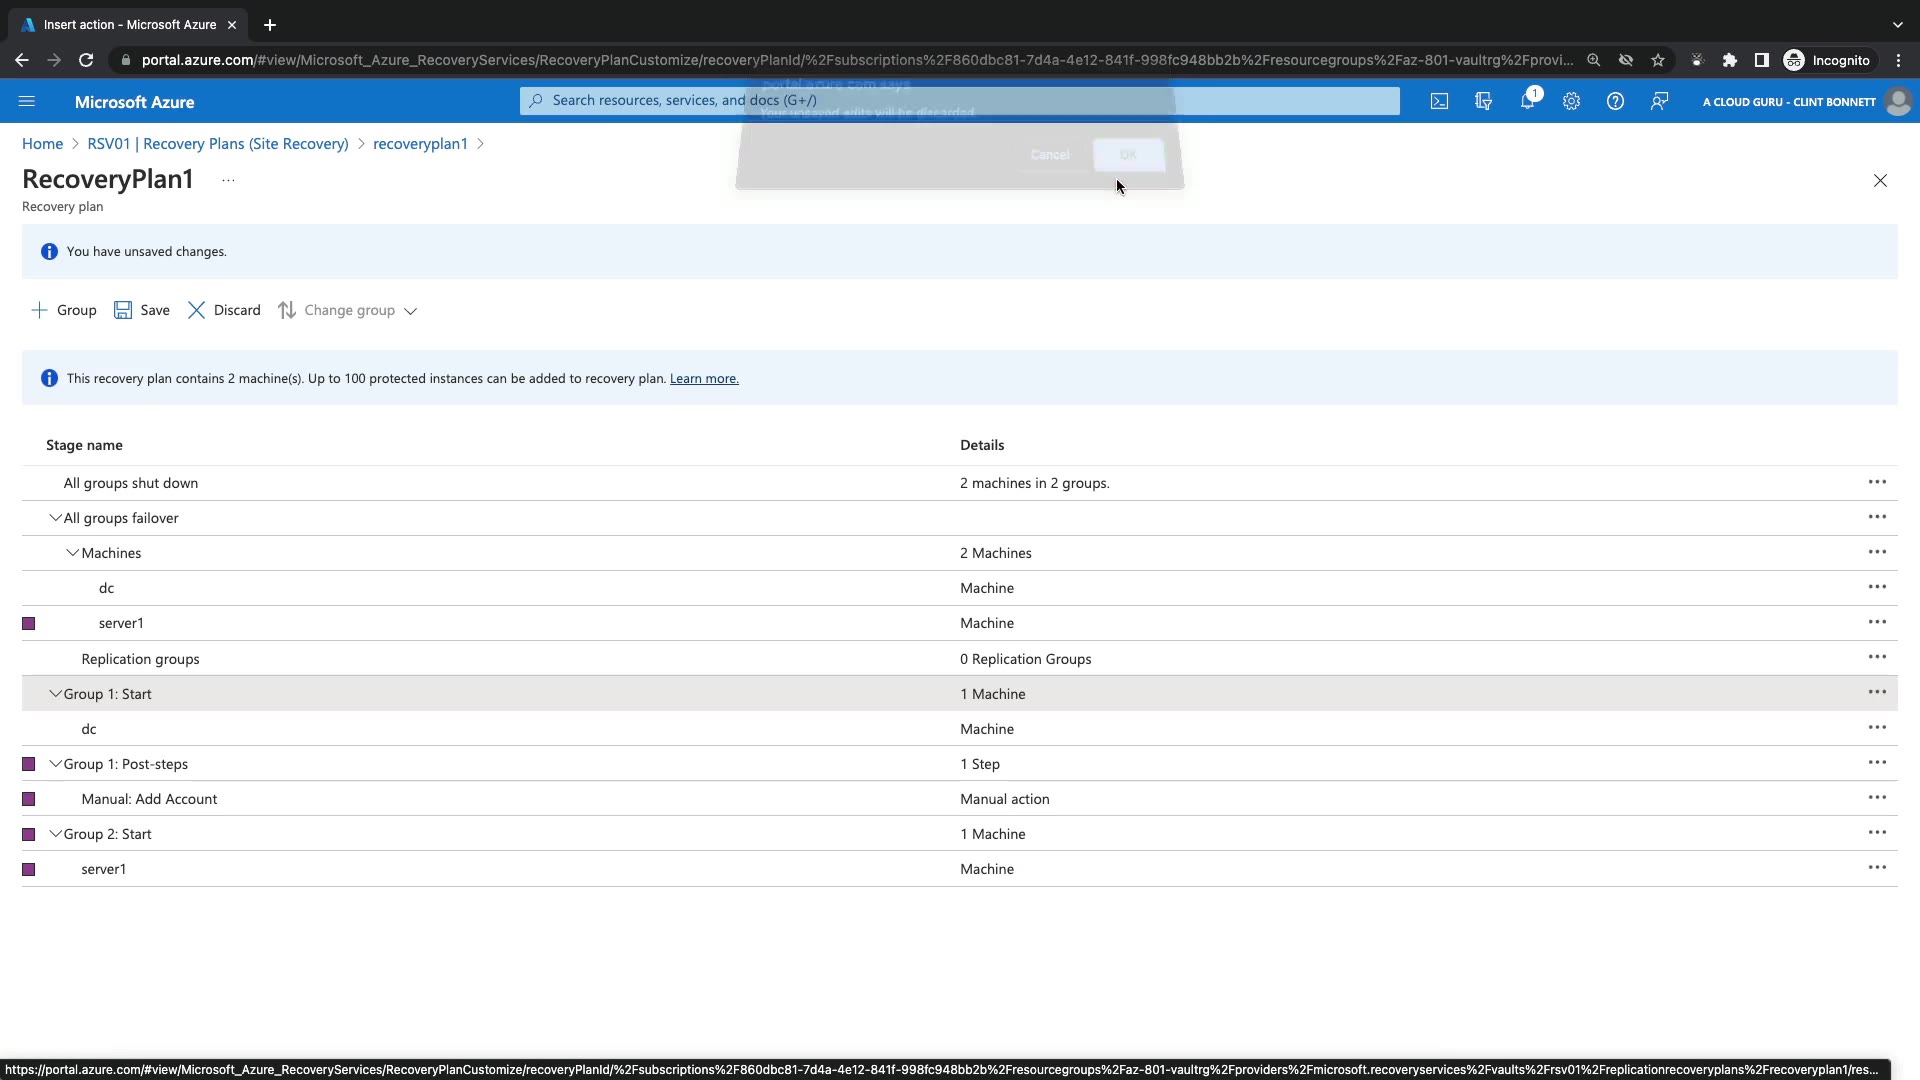 Insert action - Microsoft Azure
portal.azure.com/#view/Microsoft_Azure_RecoveryServices/RecoveryPlanCustomize/recoveryPlanId/%2Fsubscriptions%2F860dbc81-7d4a-4e12-841f-998fc948bb2b%2Fresourcegroups%2Faz-801-vaultrg%2Fprovi...
Incognito
Microsoft Azure
Search resources, services, and docs (G+/)
1
A CLOUD GURU - CLINT BONNETT
portal.azure.com says
Your unsaved edits will be discarded.
Cancel
OK
Home > RSV01 | Recovery Plans (Site Recovery) > recoveryplan1 >
RecoveryPlan1 ...
Recovery plan
You have unsaved changes.
Group Save Discard Change group
This recovery plan contains 2 machine(s). Up to 100 protected instances can be added to recovery plan. Learn more.
Stage name Details
All groups shut down 2 machines in 2 groups.
All groups failover
Machines 2 Machines
dc Machine
server1 Machine
Replication groups 0 Replication Groups
Group 1: Start 1 Machine
dc Machine
Group 1: Post-steps 1 Step
Manual: Add Account Manual action
Group 2: Start 1 Machine
server1 Machine
https://portal.azure.com/#view/Microsoft_Azure_RecoveryServices/RecoveryPlanCustomize/recoveryPlanId/%2Fsubscriptions%2F860dbc81-7d4a-4e12-841f-998fc948bb2b%2Fresourcegroups%2Faz-801-vaultrg%2Fproviders%2Fmicrosoft.recoveryservices%2Fvaults%2Frsv01%2Freplicationrecoveryplans%2Frecoveryplan1/res...